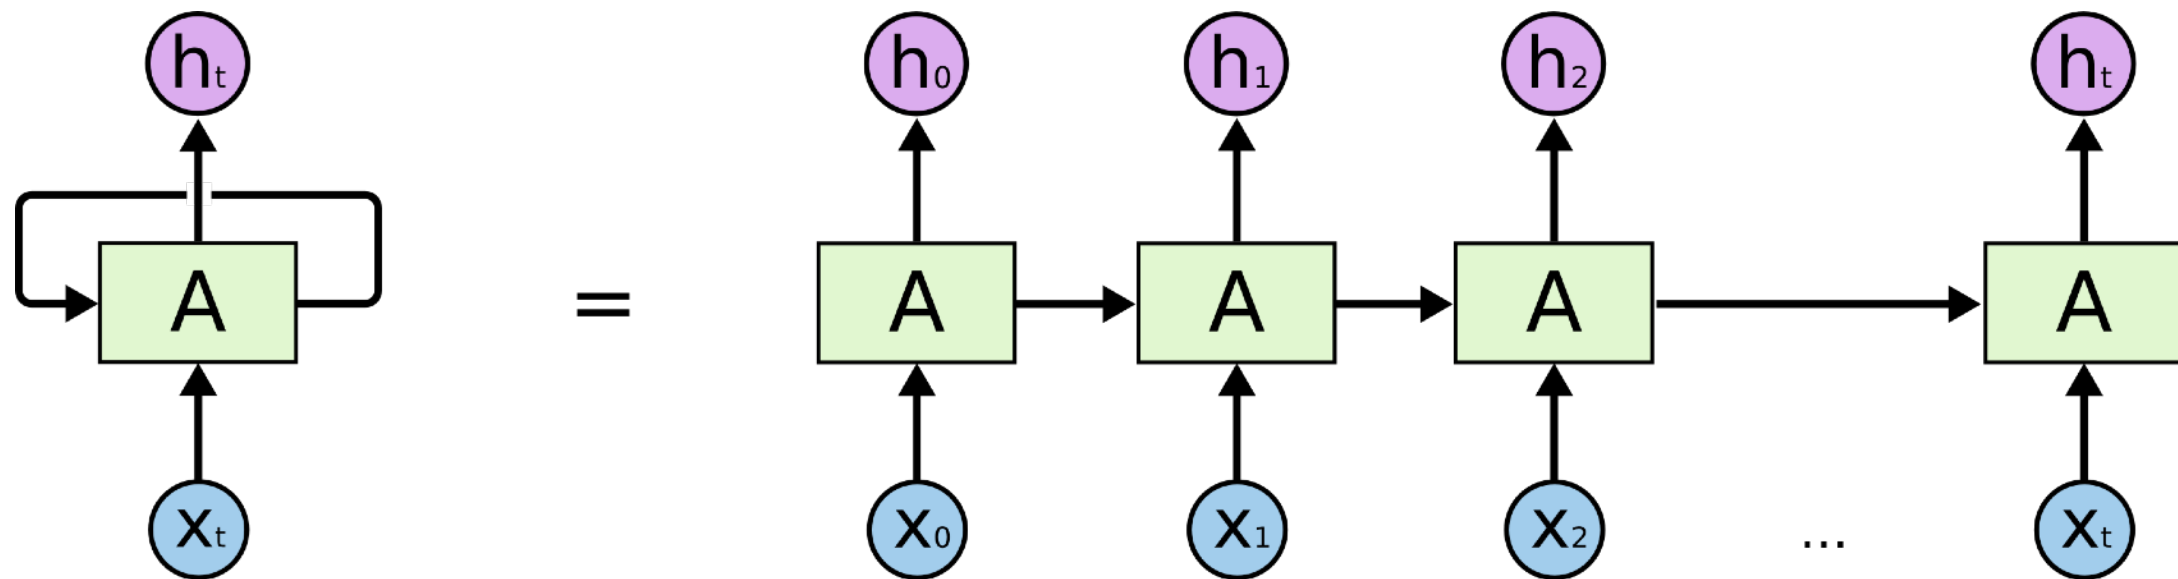 hₜ h₀ h₁ h₂ hₜ
A = A A A A
xₜ x₀ x₁ x₂ ... xₜ